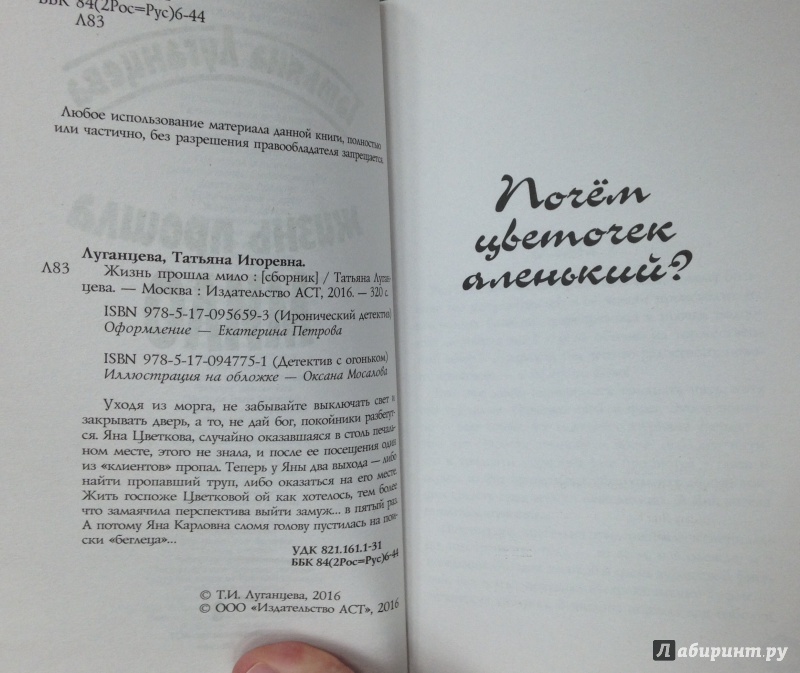 ББК 84(2Рос=Рус)6-44
Л83
Любое использование материала данной книги, полностью
или частично, без разрешения правообладателя запрещается.
Луганцева, Татьяна Игоревна.
Л83 Жизнь прошла мило : [сборник] / Татьяна Луган-
цева. — Москва : Издательство АСТ, 2016. — 320 с.
ISBN 978-5-17-095659-3 (Иронический детектив)
Оформление — Екатерина Петрова
ISBN 978-5-17-094775-1 (Детектив с огоньком)
Иллюстрация на обложке — Оксана Мосалова
Уходя из морга, не забывайте выключать свет и
закрывать дверь, а то, не дай бог, покойники разбегут-
ся. Яна Цветкова, случайно оказавшаяся в столь печаль-
ном месте, этого не знала, и после ее посещения один
из «клиентов» пропал. Теперь у Яны два выхода — либо
найти пропавший труп, либо оказаться на его месте.
Жить госпоже Цветковой ой как хотелось, тем более
что замаячила перспектива выйти замуж... в пятый раз.
А потому Яна Карловна сломя голову пустилась на пои-
ски «беглеца»...
УДК 821.161.1-31
ББК 84(2Рос=Рус)6-44
© Т.И. Луганцева, 2016
© ООО «Издательство АСТ», 2016
Почём
цветочек
аленький?
Лабиринт.ру